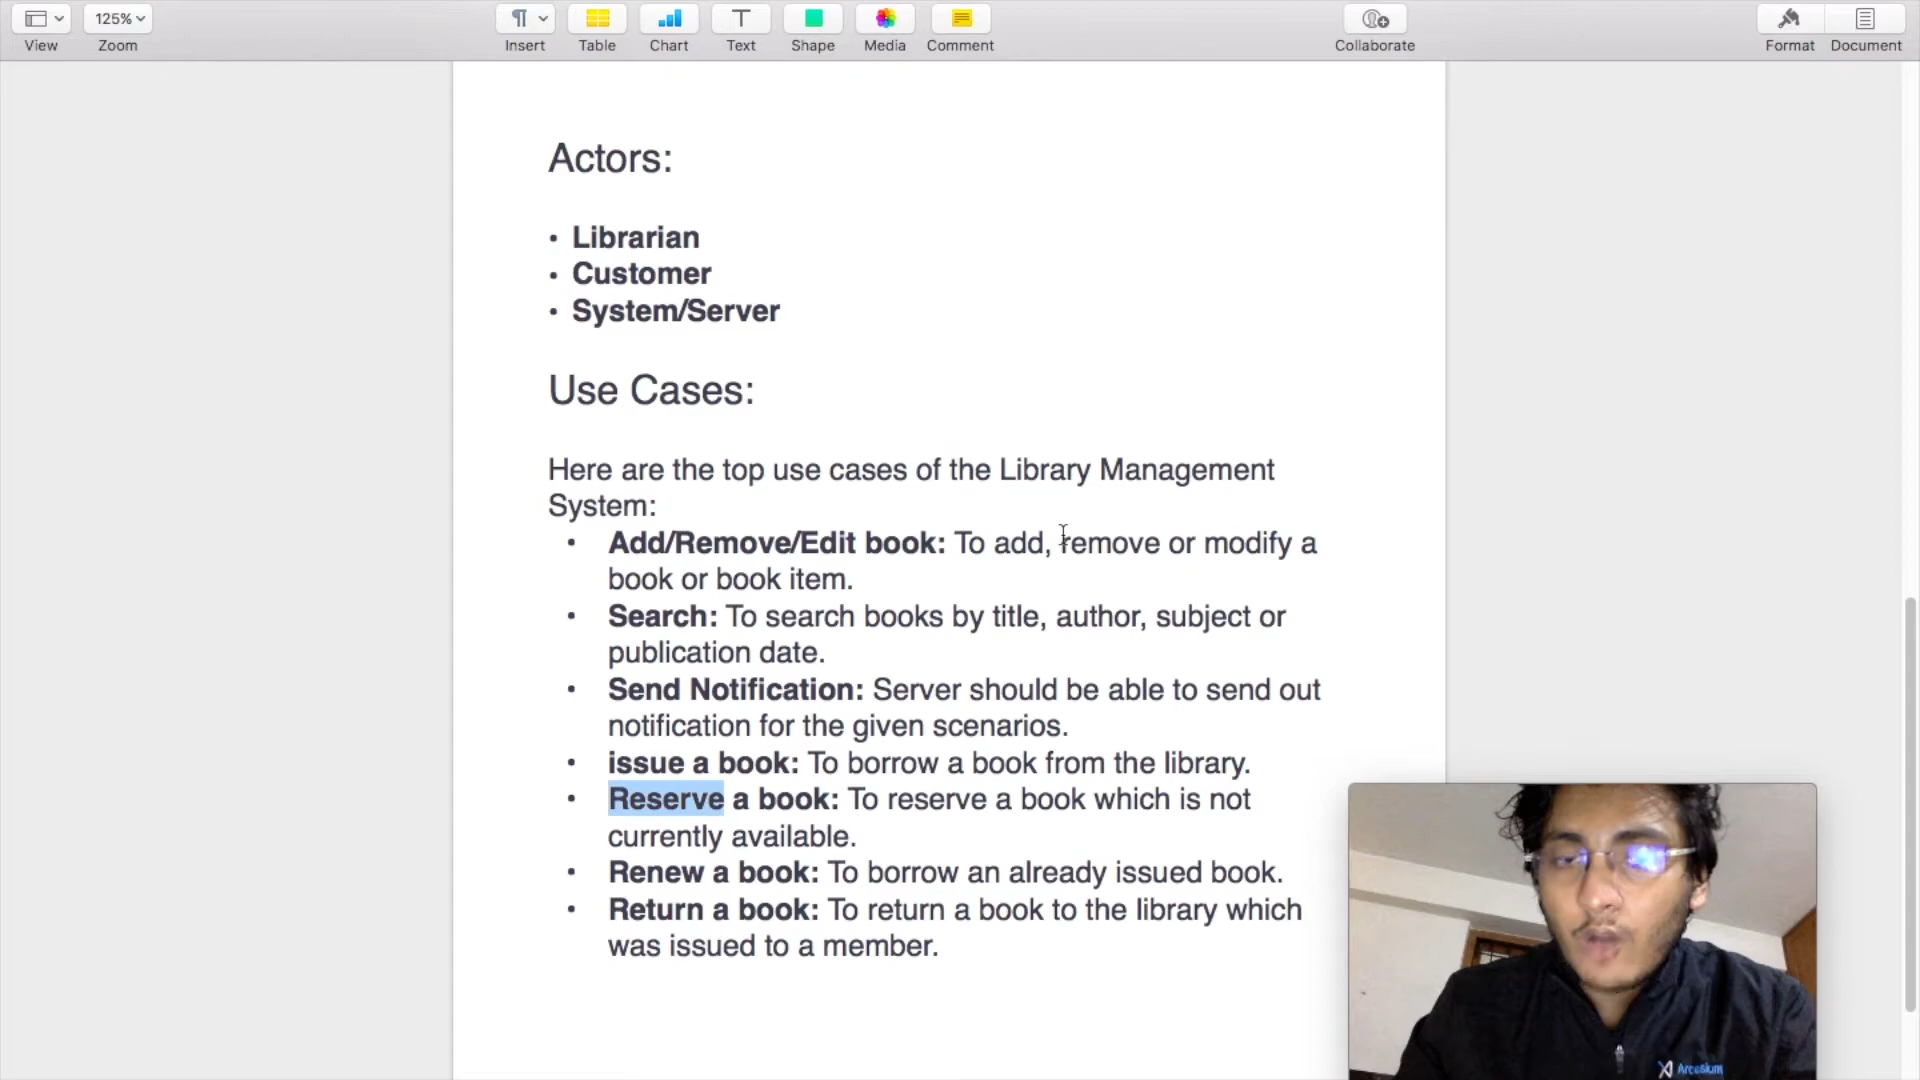 125%
View
Zoom
Insert
Table
Chart
Text
Shape
Media
Comment
Collaborate
Format
Document
Actors:
• Librarian
• Customer
• System/Server
Use Cases:
Here are the top use cases of the Library Management
System:
• Add/Remove/Edit book: To add, remove or modify a
book or book item.
• Search: To search books by title, author, subject or
publication date.
• Send Notification: Server should be able to send out
notification for the given scenarios.
• issue a book: To borrow a book from the library.
• Reserve a book: To reserve a book which is not
currently available.
• Renew a book: To borrow an already issued book.
• Return a book: To return a book to the library which
was issued to a member.
Arcesium